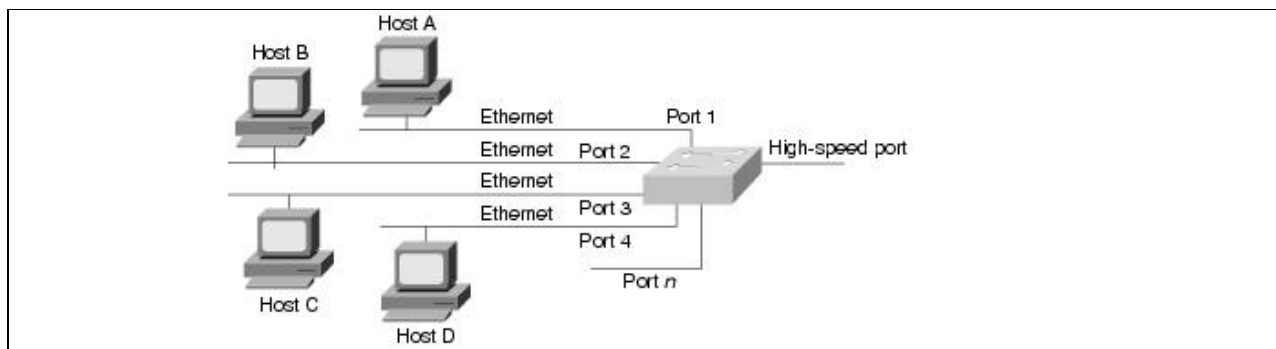 Host A
Host B
Ethernet
Port 1
Ethernet
Port 2
High-speed port
Ethernet
Port 3
Ethernet
Port 4
Port n
Host C
Host D